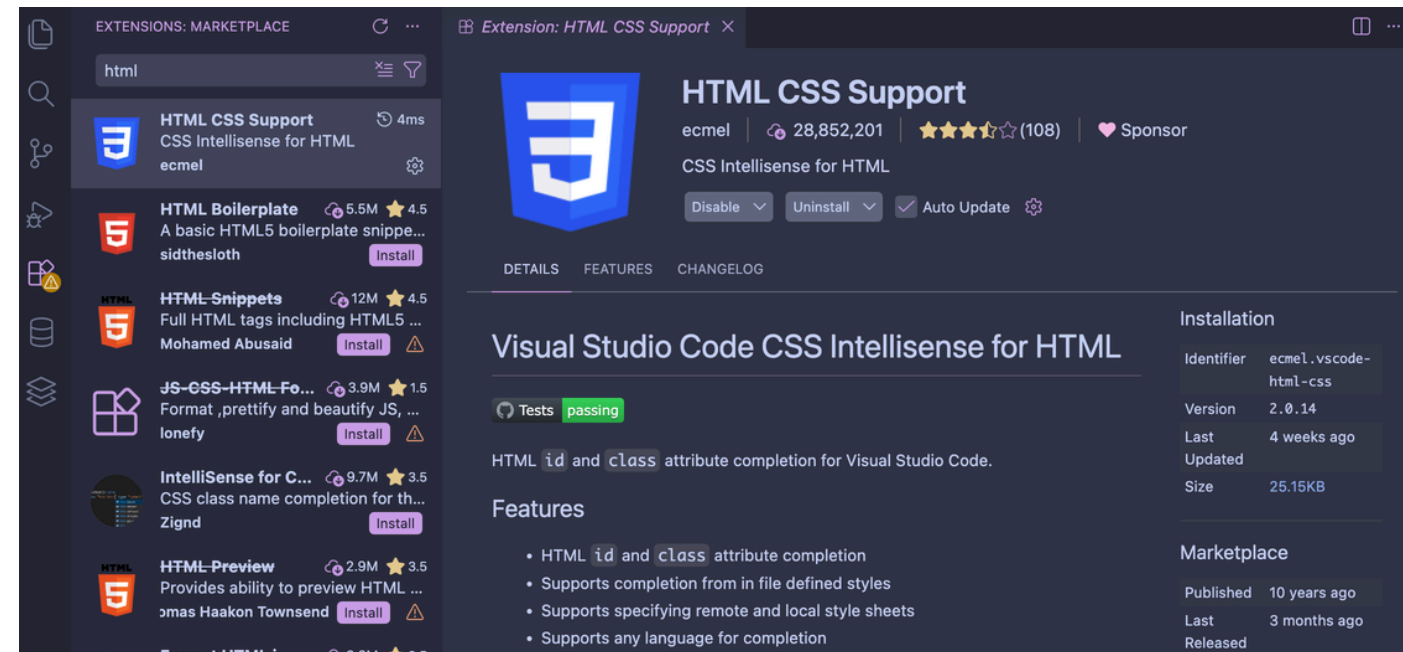 EXTENSIONS: MARKETPLACE
html
HTML CSS Support 4ms
CSS Intellisense for HTML
ecmel
HTML Boilerplate 5.5M 4.5
A basic HTML5 boilerplate snippe...
sidthesloth Install
HTML Snippets 12M 4.5
Full HTML tags including HTML5 ...
Mohamed Abusaid Install
JS-CSS-HTML Fo... 3.9M 1.5
Format ,prettify and beautify JS, ...
lonefy Install
IntelliSense for C... 9.7M 3.5
CSS class name completion for th...
Zignd Install
HTML Preview 2.9M 3.5
Provides ability to preview HTML ...
omas Haakon Townsend Install
Extension: HTML CSS Support
HTML CSS Support
ecmel 28,852,201 (108) Sponsor
CSS Intellisense for HTML
Disable Uninstall Auto Update
DETAILS FEATURES CHANGELOG
Visual Studio Code CSS Intellisense for HTML
Tests passing
HTML id and class attribute completion for Visual Studio Code.
Features
• HTML id and class attribute completion
• Supports completion from in file defined styles
• Supports specifying remote and local style sheets
• Supports any language for completion
Installation
Identifier ecmel.vscode-
html-css
Version 2.0.14
Last 4 weeks ago
Updated
Size 25.15KB
Marketplace
Published 10 years ago
Last 3 months ago
Released